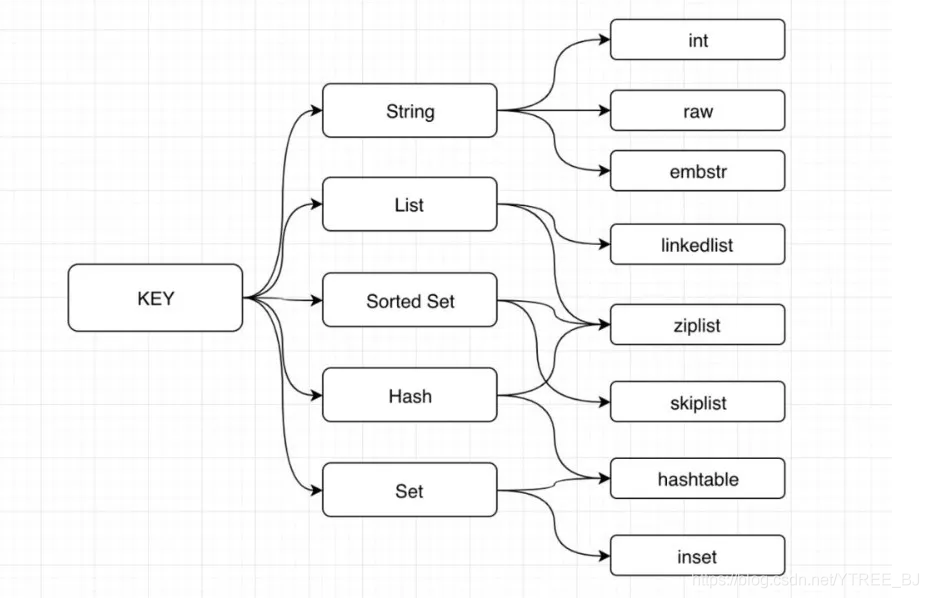 int
String
raw
embstr
List
linkedlist
KEY
Sorted Set
ziplist
Hash
skiplist
hashtable
Set
inset
https://blog.csdn.net/YTREE_BJ